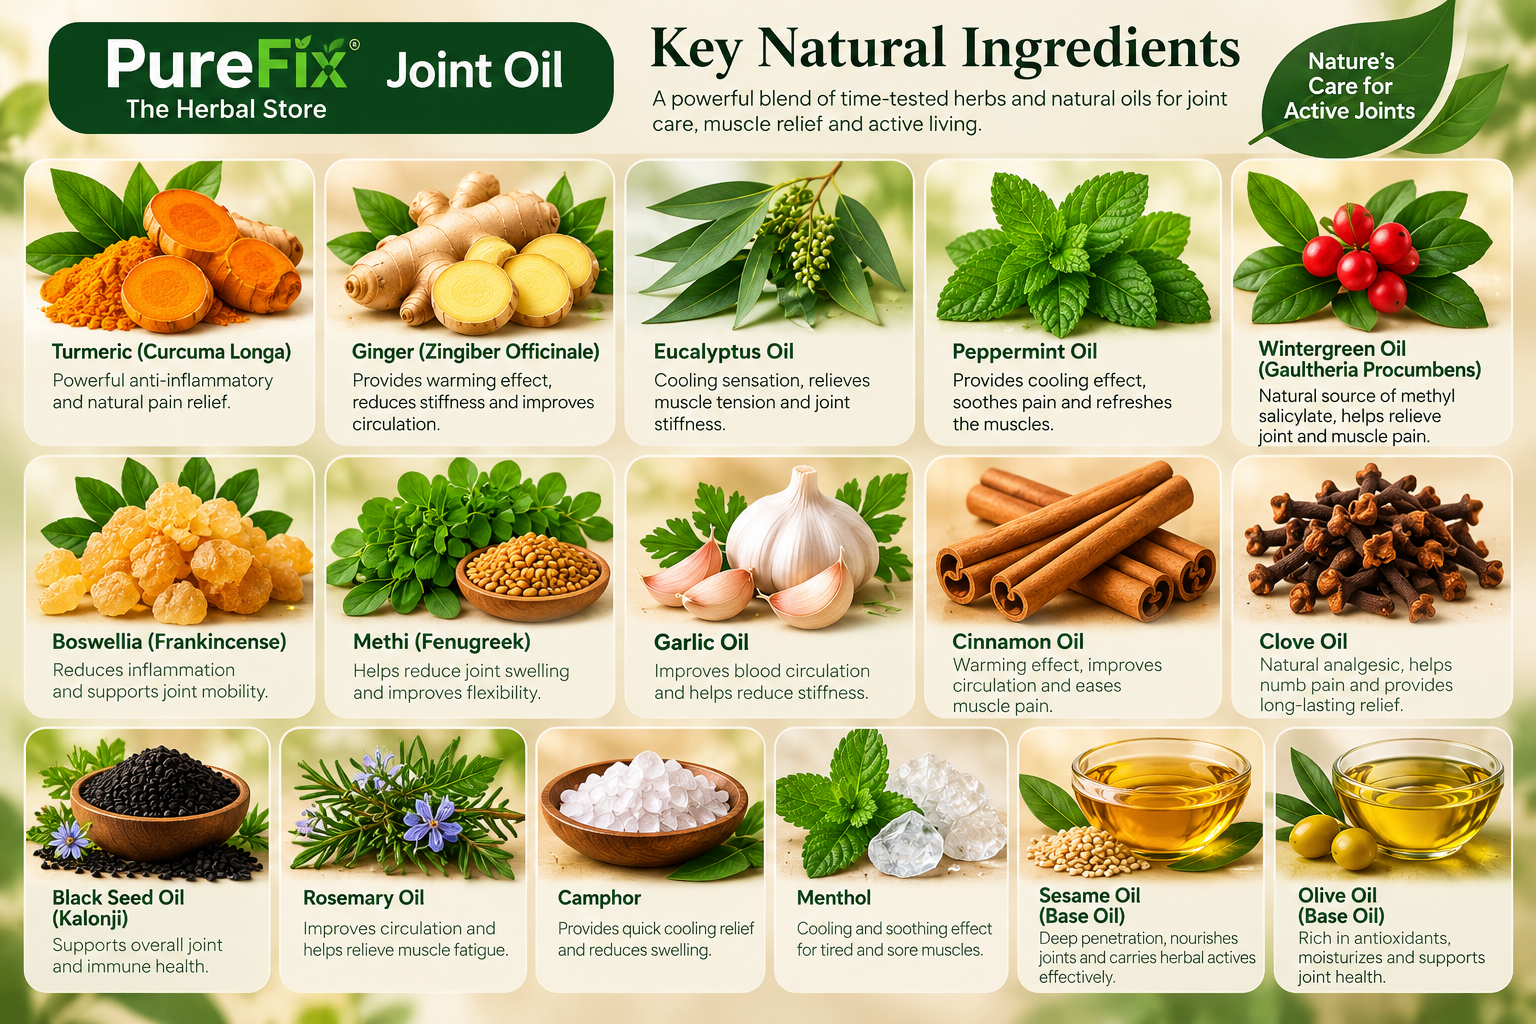 PureFix®
The Herbal Store
Joint Oil
Key Natural Ingredients
A powerful blend of time-tested herbs and natural oils for joint
care, muscle relief and active living.
Nature's
Care for
Active Joints
Turmeric (Curcuma Longa)
Powerful anti-inflammatory
and natural pain relief.
Ginger (Zingiber Officinale)
Provides warming effect,
reduces stiffness and improves
circulation.
Eucalyptus Oil
Cooling sensation, relieves
muscle tension and joint
stiffness.
Peppermint Oil
Provides cooling effect,
soothes pain and refreshes
the muscles.
Wintergreen Oil
(Gaultheria Procumbens)
Natural source of methyl
salicylate, helps relieve
joint and muscle pain.
Boswellia (Frankincense)
Reduces inflammation
and supports joint mobility.
Methi (Fenugreek)
Helps reduce joint swelling
and improves flexibility.
Garlic Oil
Improves blood circulation
and helps reduce stiffness.
Cinnamon Oil
Warming effect, improves
circulation and eases
muscle pain.
Clove Oil
Natural analgesic, helps
numb pain and provides
long-lasting relief.
Black Seed Oil
(Kalonji)
Supports overall joint
and immune health.
Rosemary Oil
Improves circulation and
helps relieve muscle fatigue.
Camphor
Provides quick cooling relief
and reduces swelling.
Menthol
Cooling and soothing effect
for tired and sore muscles.
Sesame Oil
(Base Oil)
Deep penetration, nourishes
joints and carries herbal actives
effectively.
Olive Oil
(Base Oil)
Rich in antioxidants,
moisturizes and supports
joint health.